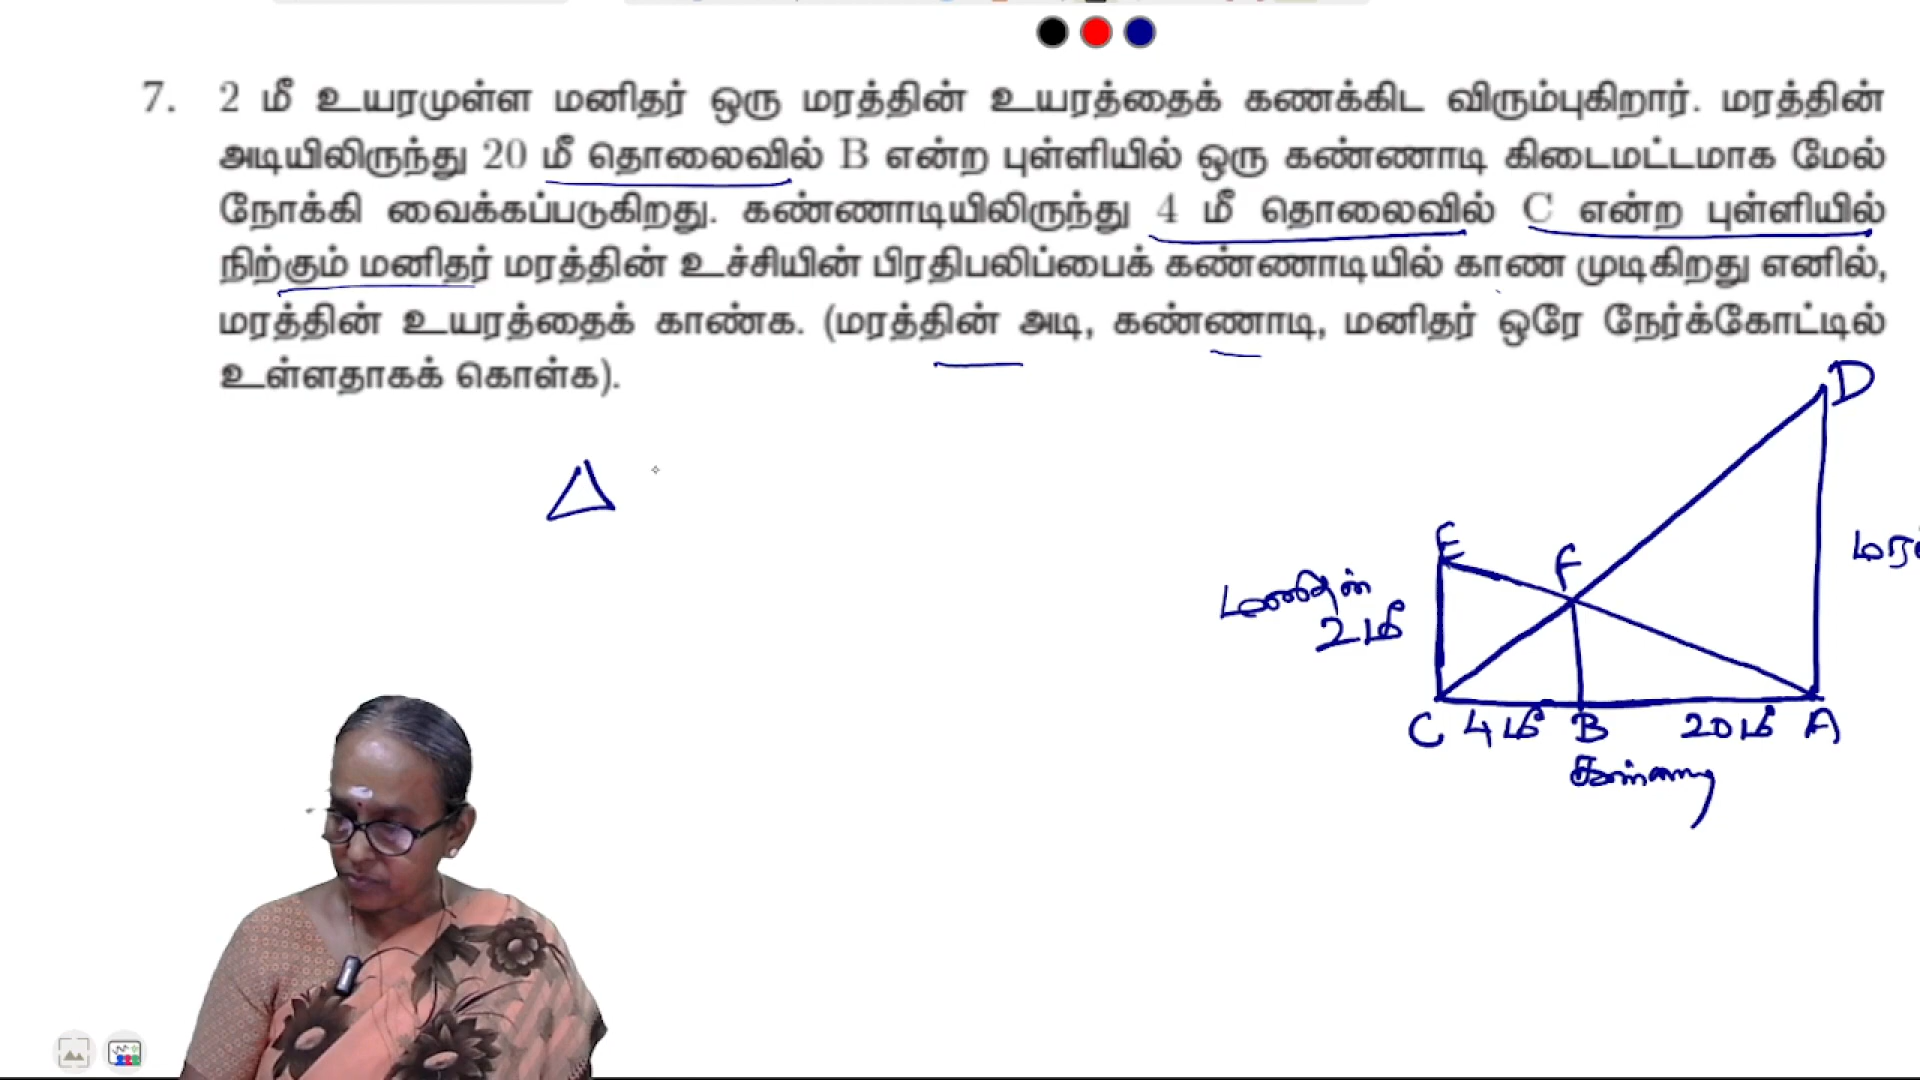 7. 2 மீ உயரமுள்ள மனிதர் ஒரு மரத்தின் உயரத்தைக் கணக்கிட விரும்புகிறார். மரத்தின்
அடியிலிருந்து 20 மீ தொலைவில் B என்ற புள்ளியில் ஒரு கண்ணாடி கிடைமட்டமாக மேல்
நோக்கி வைக்கப்படுகிறது. கண்ணாடியிலிருந்து 4 மீ தொலைவில் C என்ற புள்ளியில்
நிற்கும் மனிதர் மரத்தின் உச்சியின் பிரதிபலிப்பைக் கண்ணாடியில் காண முடிகிறது எனில்,
மரத்தின் உயரத்தைக் காண்க. (மரத்தின் அடி, கண்ணாடி, மனிதர் ஒரே நேர்க்கோட்டில்
உள்ளதாகக் கொள்க).
D
△
E
F
மனிதன்
2மீ
C 4மீ B 20மீ A